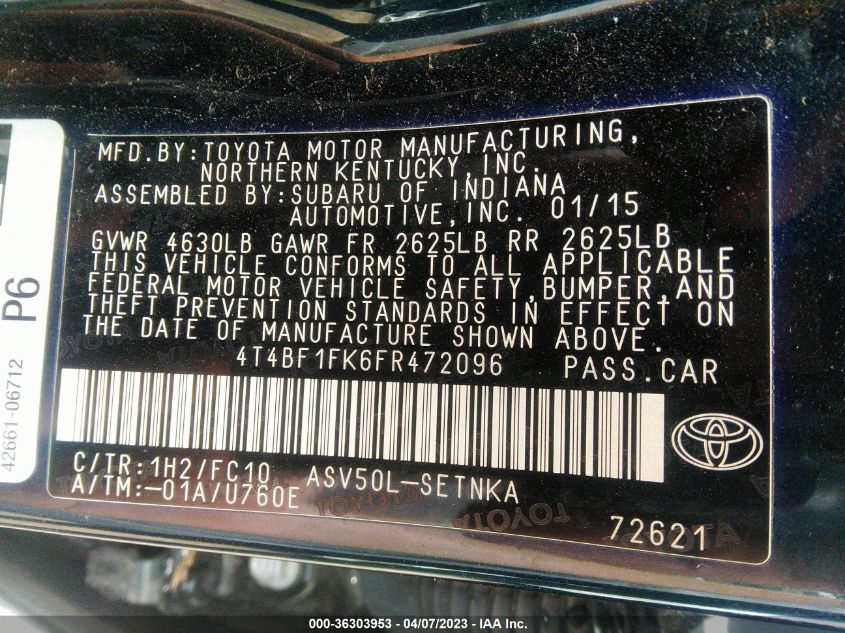 MFD.BY:TOYOTA MOTOR MANUFACTURING,
NORTHERN KENTUCKY,INC.
ASSEMBLED BY:SUBARU OF INDIANA
AUTOMOTIVE,INC. 01/15
GVWR 4630LB GAWR FR 2625LB RR 2625LB
THIS VEHICLE CONFORMS TO ALL APPLICABLE
FEDERAL MOTOR VEHICLE SAFETY,BUMPER,AND
THEFT PREVENTION STANDARDS IN EFFECT ON
THE DATE OF MANUFACTURE SHOWN ABOVE.
4T4BF1FK6FR472096 PASS.CAR
C/TR:1H2/FC10 ASV50L-SETNKA
A/TM:-01A/U760E
72621
P6
42661-06712
000-36303953 / 04/07/2023 - IAA Inc.